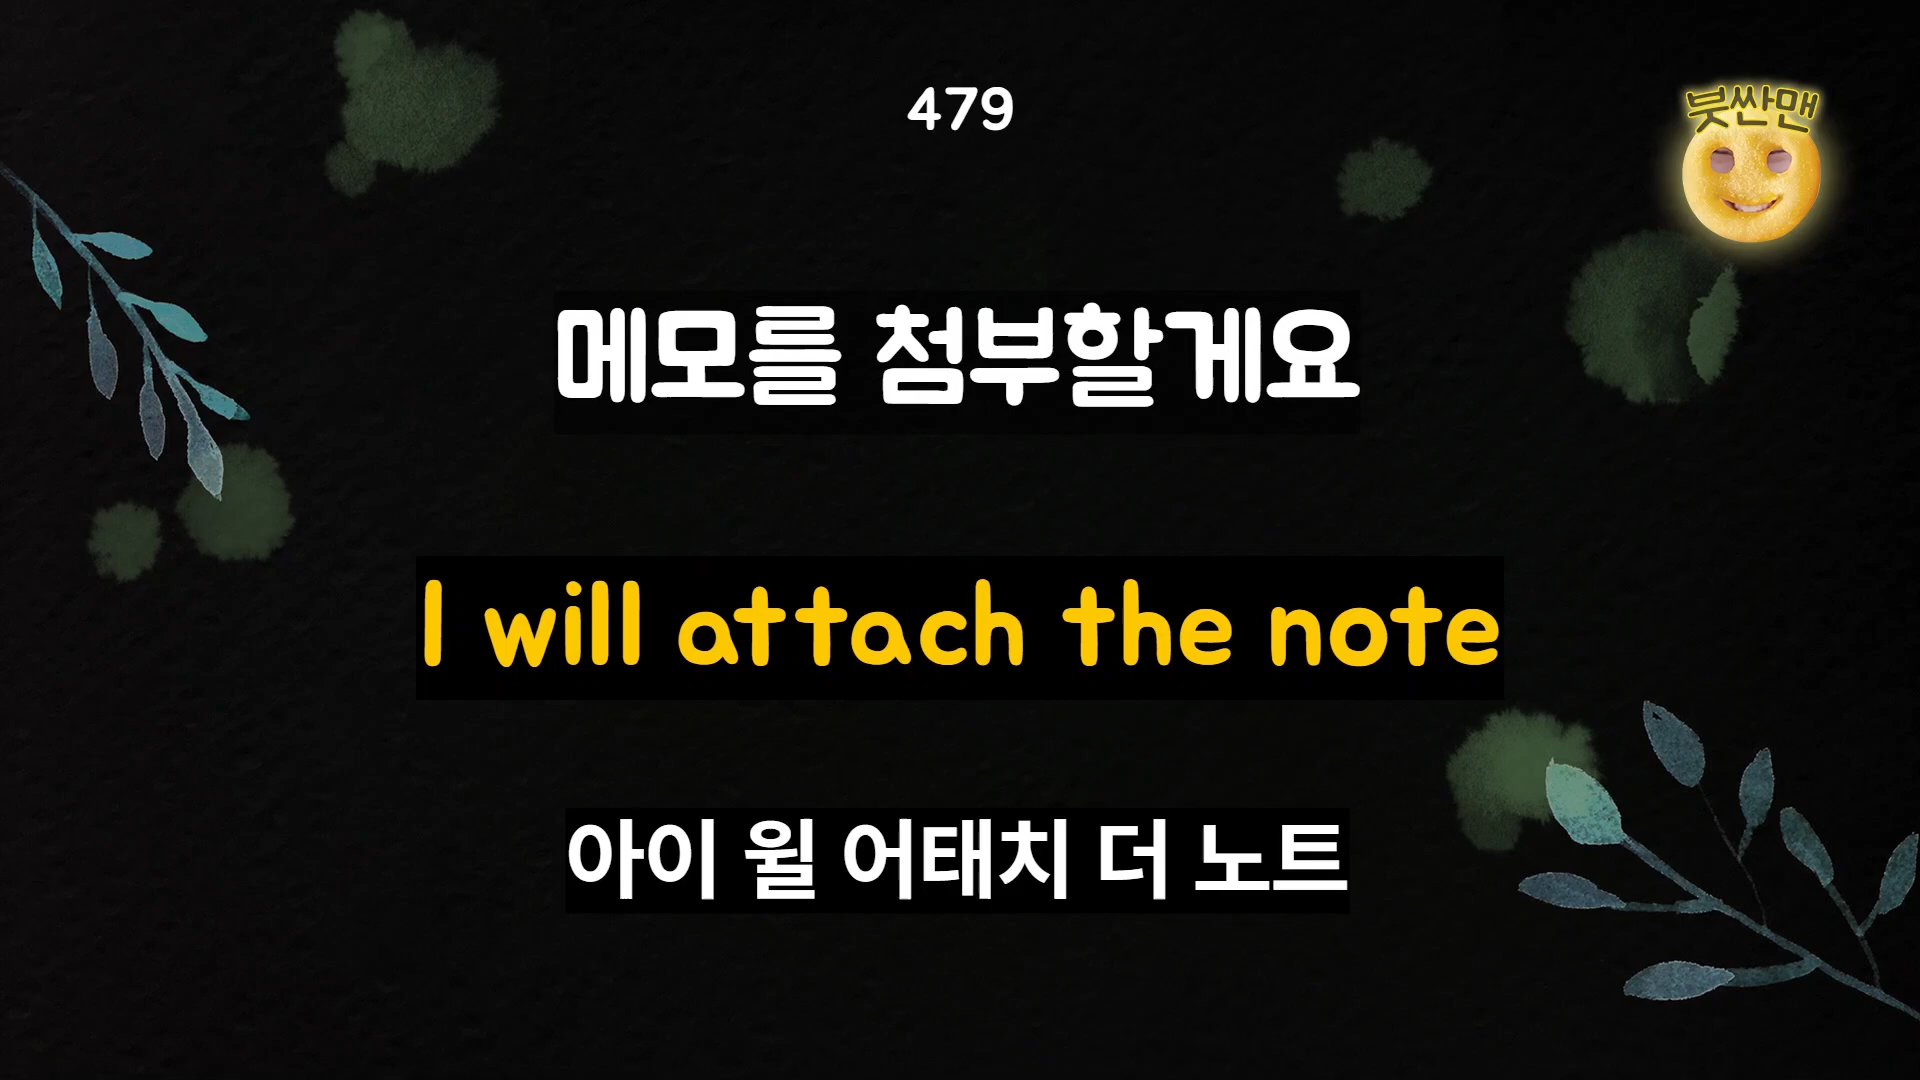 479
붓싼맨
메모를 첨부할게요
I will attach the note
아이 윌 어태치 더 노트